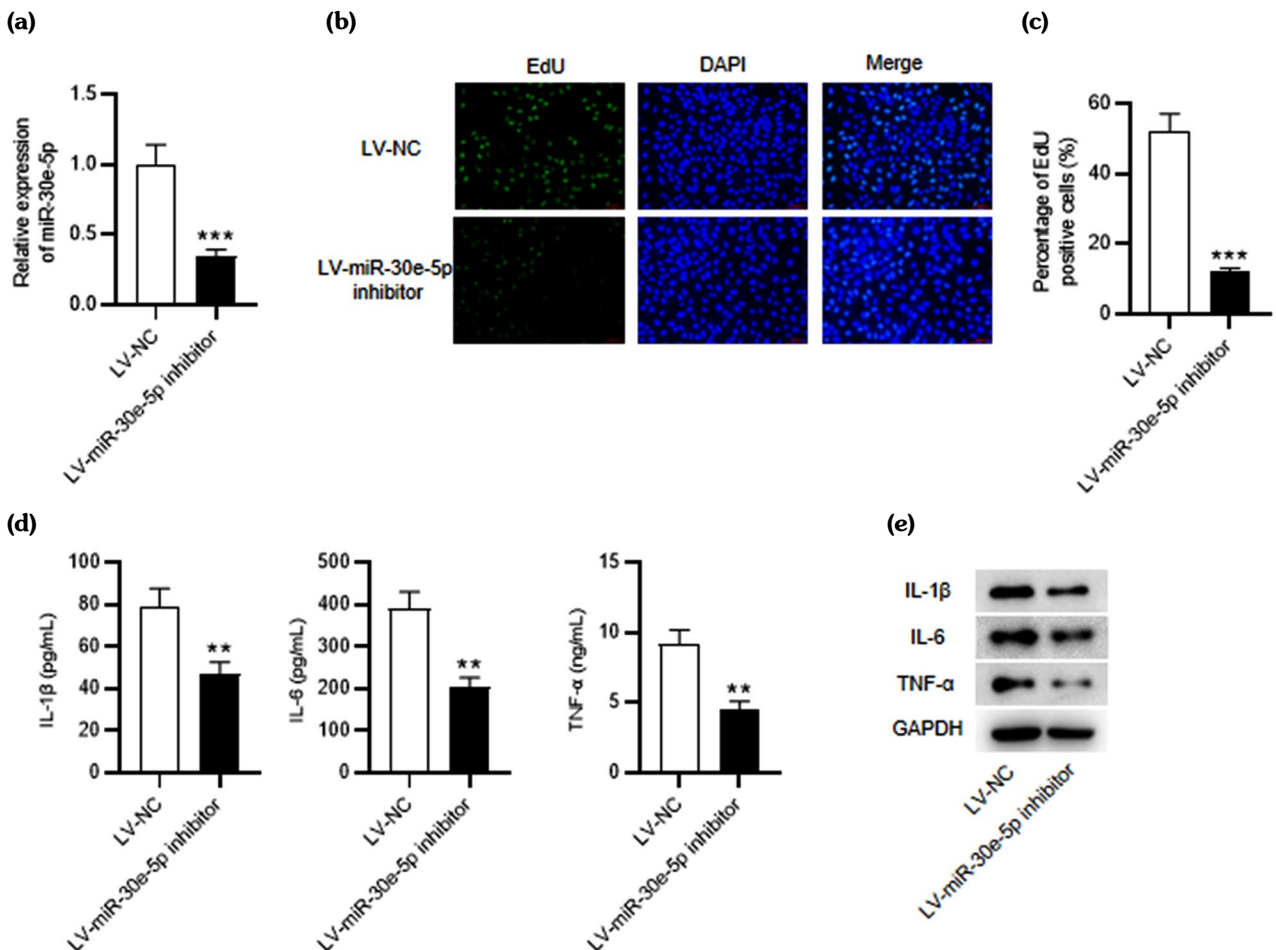 (a)
Relative expression
of miR-30e-5p
1.5
1.0
0.5
0.0
***
LV-NC
LV-miR-30e-5p inhibitor
(b)
EdU
DAPI
Merge
LV-NC
LV-miR-30e-5p
inhibitor
(c)
Percentage of EdU
positive cells (%)
60
40
20
0
***
LV-NC
LV-miR-30e-5p inhibitor
(d)
IL-1β (pg/mL)
100
80
60
40
20
0
**
LV-NC
LV-miR-30e-5p inhibitor
IL-6 (pg/mL)
500
400
300
200
100
0
**
LV-NC
LV-miR-30e-5p inhibitor
TNF-α (ng/mL)
15
10
5
0
**
LV-NC
LV-miR-30e-5p inhibitor
(e)
IL-1β
IL-6
TNF-α
GAPDH
LV-NC
LV-miR-30e-5p inhibitor